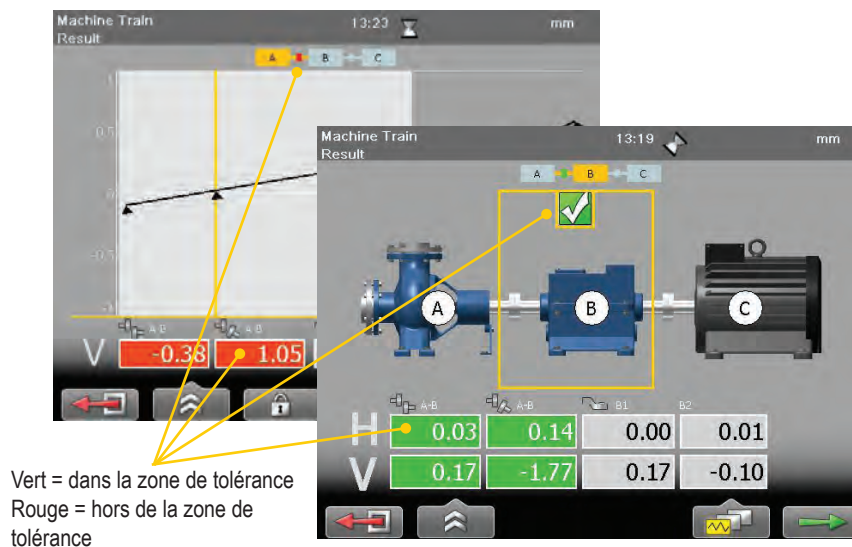 Machine Train 13:23 mm
Result
A B C
1
0.5
0
-0.5
A-B A-B
V -0.38 1.05
Machine Train 13:19 mm
Result
A B C
A B C
A-B A-B B1 B2
H 0.03 0.14 0.00 0.01
V 0.17 -1.77 0.17 -0.10
Vert = dans la zone de tolérance
Rouge = hors de la zone de
tolérance